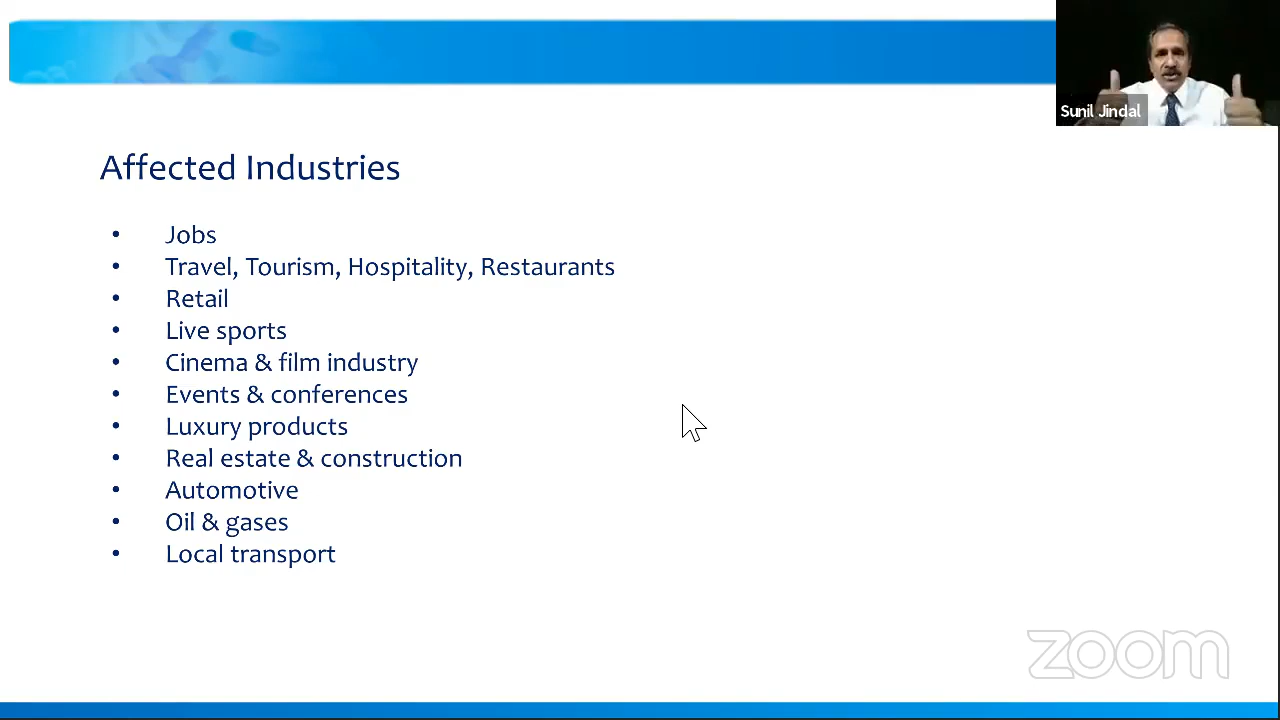 Sunil Jindal
Affected Industries
• Jobs
• Travel, Tourism, Hospitality, Restaurants
• Retail
• Live sports
• Cinema & film industry
• Events & conferences
• Luxury products
• Real estate & construction
• Automotive
• Oil & gases
• Local transport
zoom